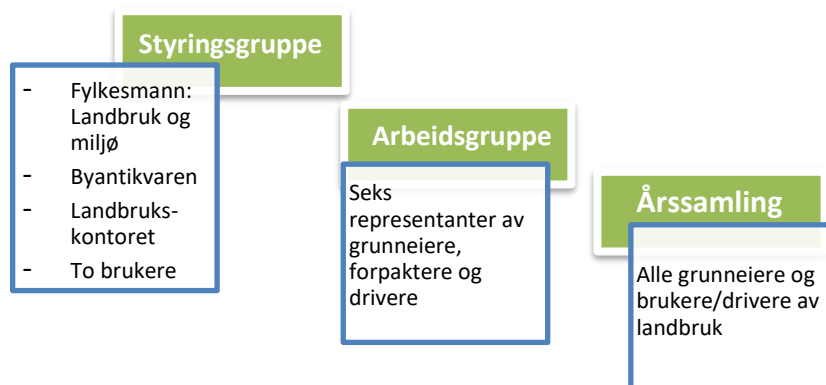 Styringsgruppe
- Fylkesmann:
Landbruk og
miljø
- Byantikvaren
- Landbruks-
kontoret
- To brukere
Arbeidsgruppe
Seks
representanter av
grunneiere,
forpaktere og
drivere
Årssamling
Alle grunneiere og
brukere/drivere av
landbruk